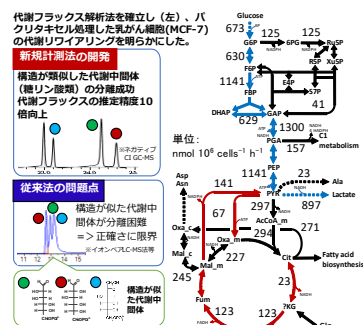 代謝フラックス解析法を確立し（左）、パ
クリタキセル処理した乳がん細胞(MCF-7)
の代謝リワイアリングを明らかにした。
新規計測法の開発
構造が類似した代謝中間体
（糖リン酸類）の分離成功
代謝フラックスの推定精度10
倍向上
※ネガティブ
CI GC-MS
23.0
24.0
従来法の問題点
構造が似た代謝中
間体が分離困難
=> 正確さに限界
※イオンペアLC-MS法等
11 12 13 14 15
構造が似
た代謝中
間体
Glucose
673
G6P
125
6PG
125
Ru5P
630
R5P
Xu5P
F6P
1141
E4P
S7P
FBP
41
DHAP
629
GAP
単位:
nmol 10⁶ cells⁻¹ h⁻¹
1300
PGA
157
C1
metabolism
PEP
1141
23
Ala
PYR
897
Lactate
141
Asp
Asn
67
297
AcCoA_m
Oxa_c
Oxa_m
294
271
Mal_c
227
Cit
Fatty acid
biosynthesis
Mal_m
245
23
Fum
?KG
123
123